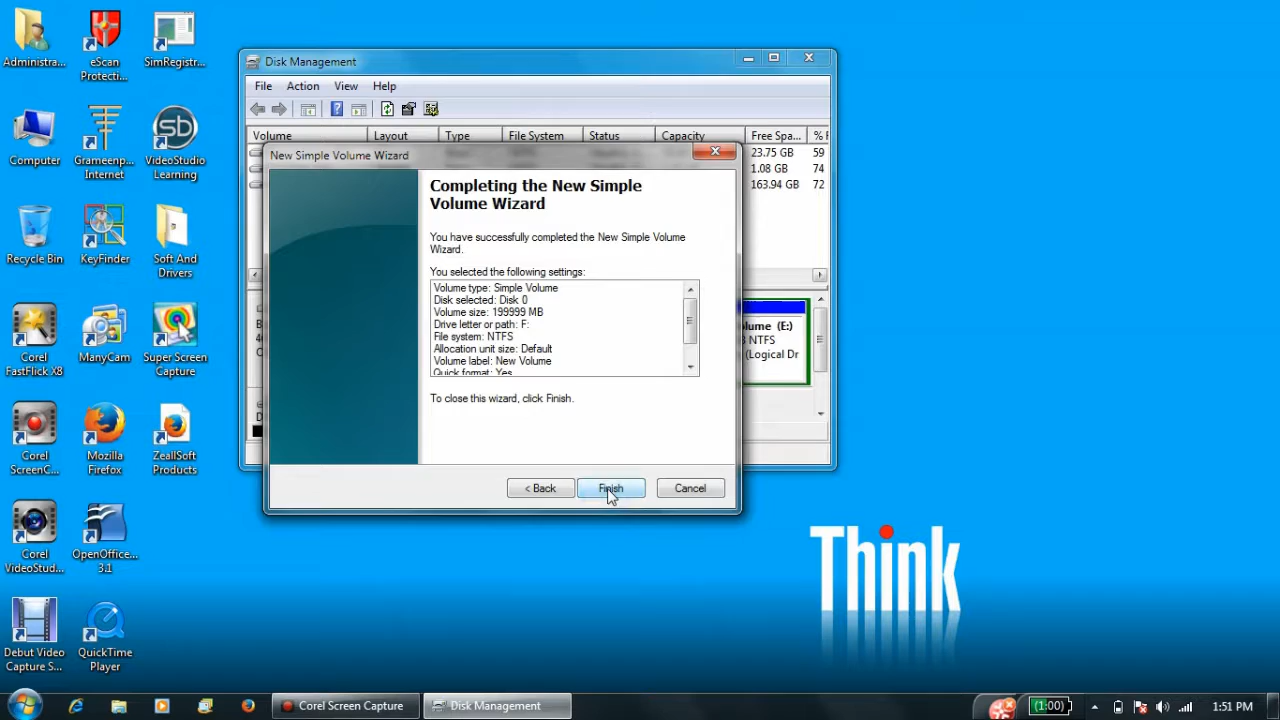 Administra...
eScan
Protecti...
SimRegistr...
Computer
Grameenp...
Internet
VideoStudio
Learning
Recycle Bin
KeyFinder
Soft And
Drivers
Corel
FastFlick X8
ManyCam
Super Screen
Capture
Corel
ScreenC...
Mozilla
Firefox
ZeallSoft
Products
Corel
VideoStud...
OpenOffice...
3.1
Debut Video
Capture S...
QuickTime
Player
Disk Management
File Action View Help
Volume Layout Type File System Status Capacity Free Spa... % F
23.75 GB 59
1.08 GB 74
163.94 GB 72
New Simple Volume Wizard
Completing the New Simple
Volume Wizard
You have successfully completed the New Simple Volume
Wizard.
You selected the following settings:
Volume type: Simple Volume
Disk selected: Disk 0
Volume size: 199999 MB
Drive letter or path: F:
File system: NTFS
Allocation unit size: Default
Volume label: New Volume
Quick format: Yes
To close this wizard, click Finish.
< Back Finish Cancel
lume (E:)
B NTFS
(Logical Dr
Think
Corel Screen Capture
Disk Management
(1:00)
1:51 PM